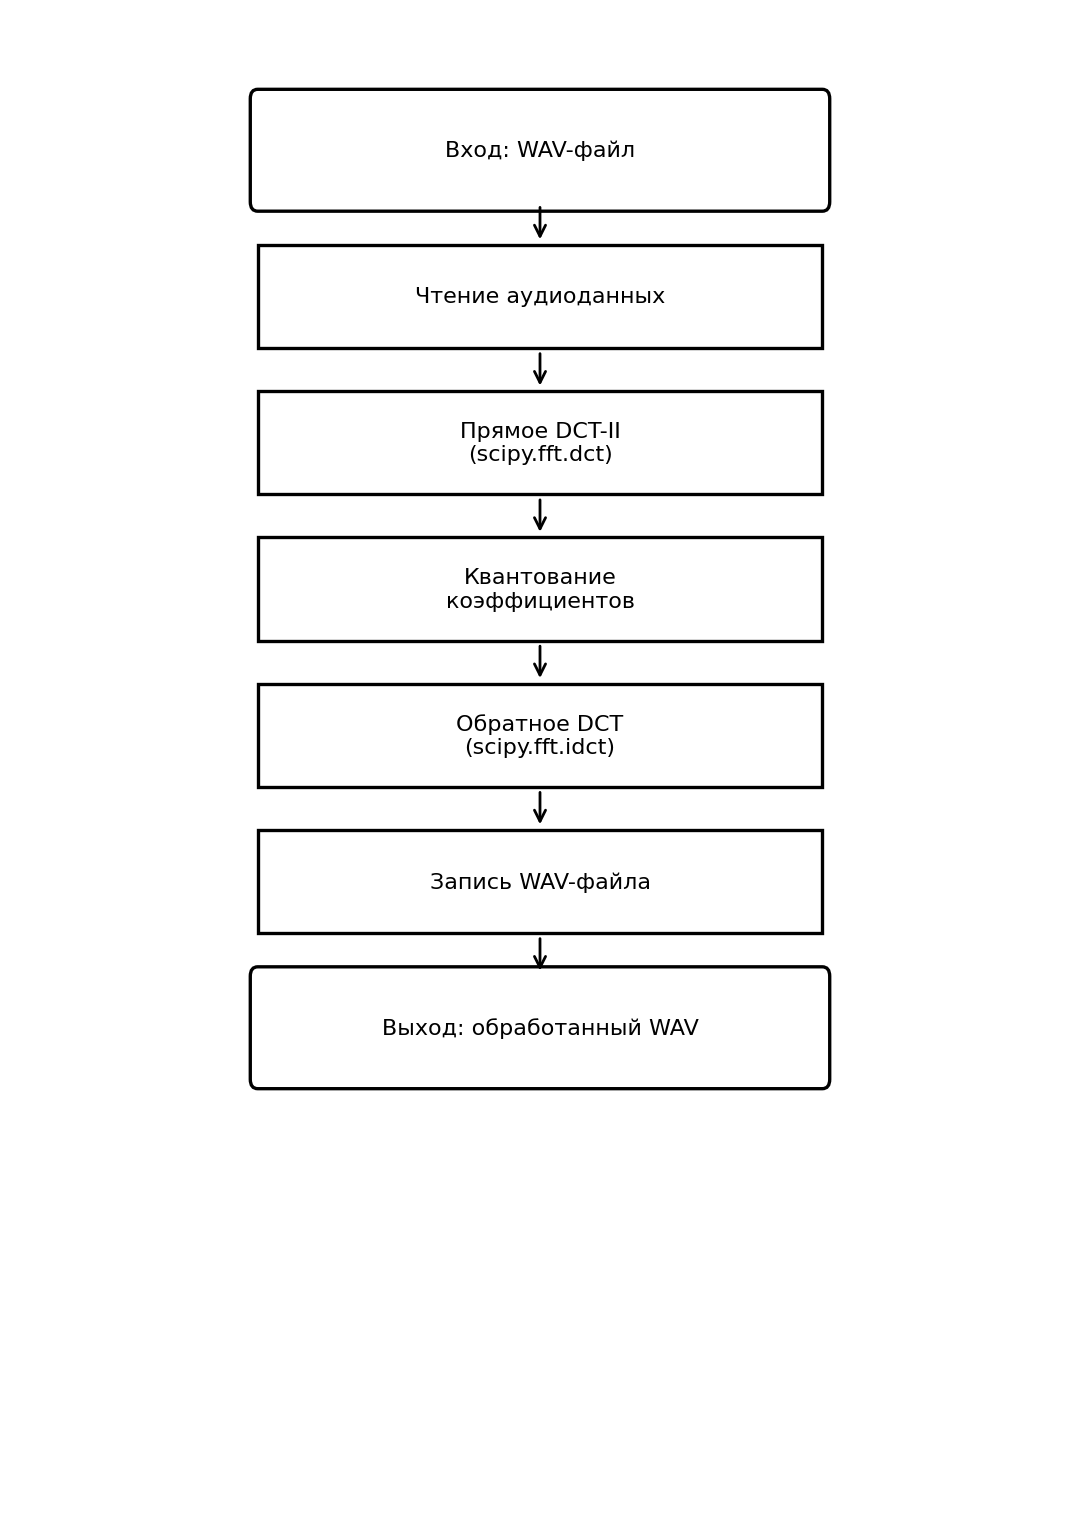 Вход: WAV-файл
Чтение аудиоданных
Прямое DCT-II
(scipy.fft.dct)
Квантование
коэффициентов
Обратное DCT
(scipy.fft.idct)
Запись WAV-файла
Выход: обработанный WAV